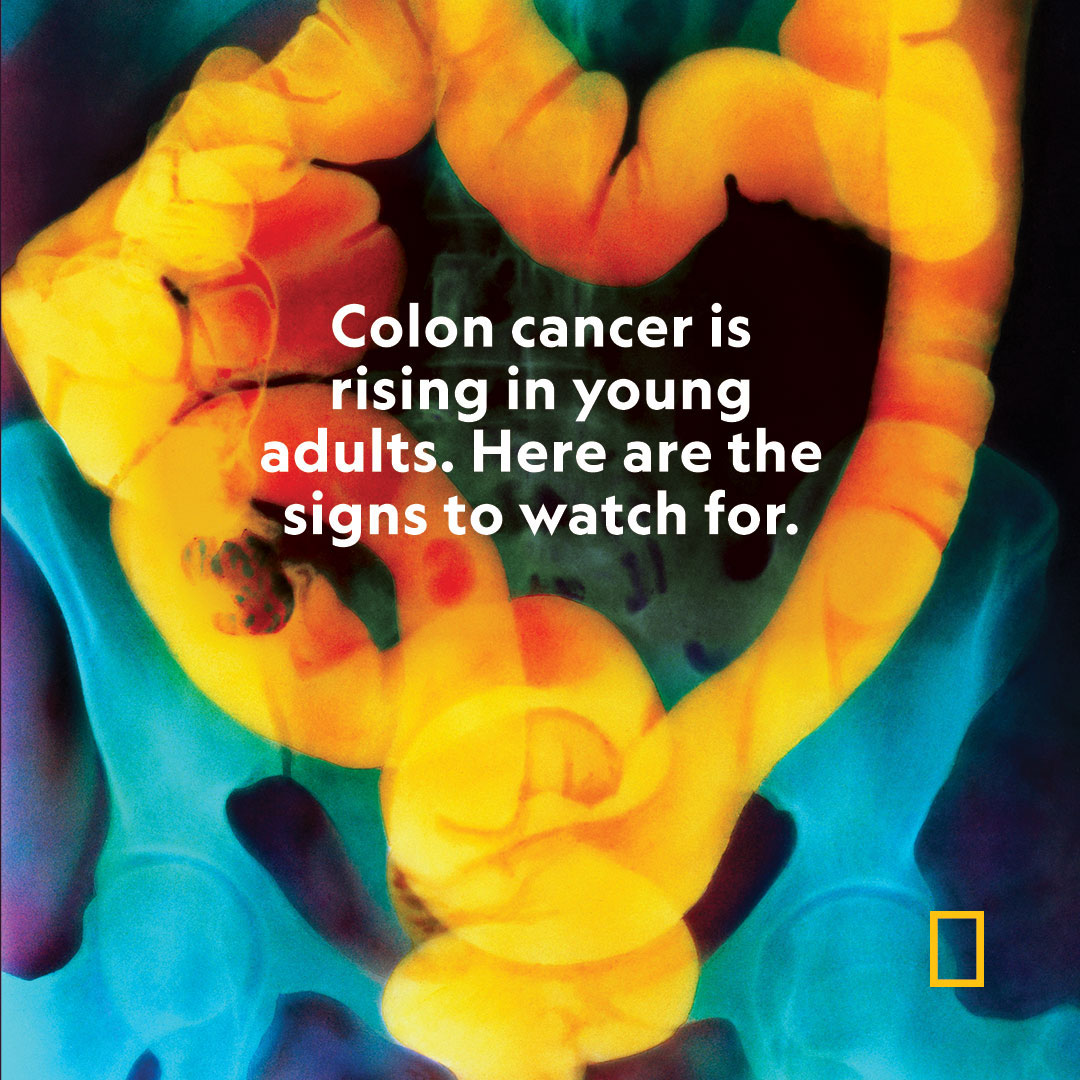 Colon cancer is
rising in young
adults. Here are the
signs to watch for.